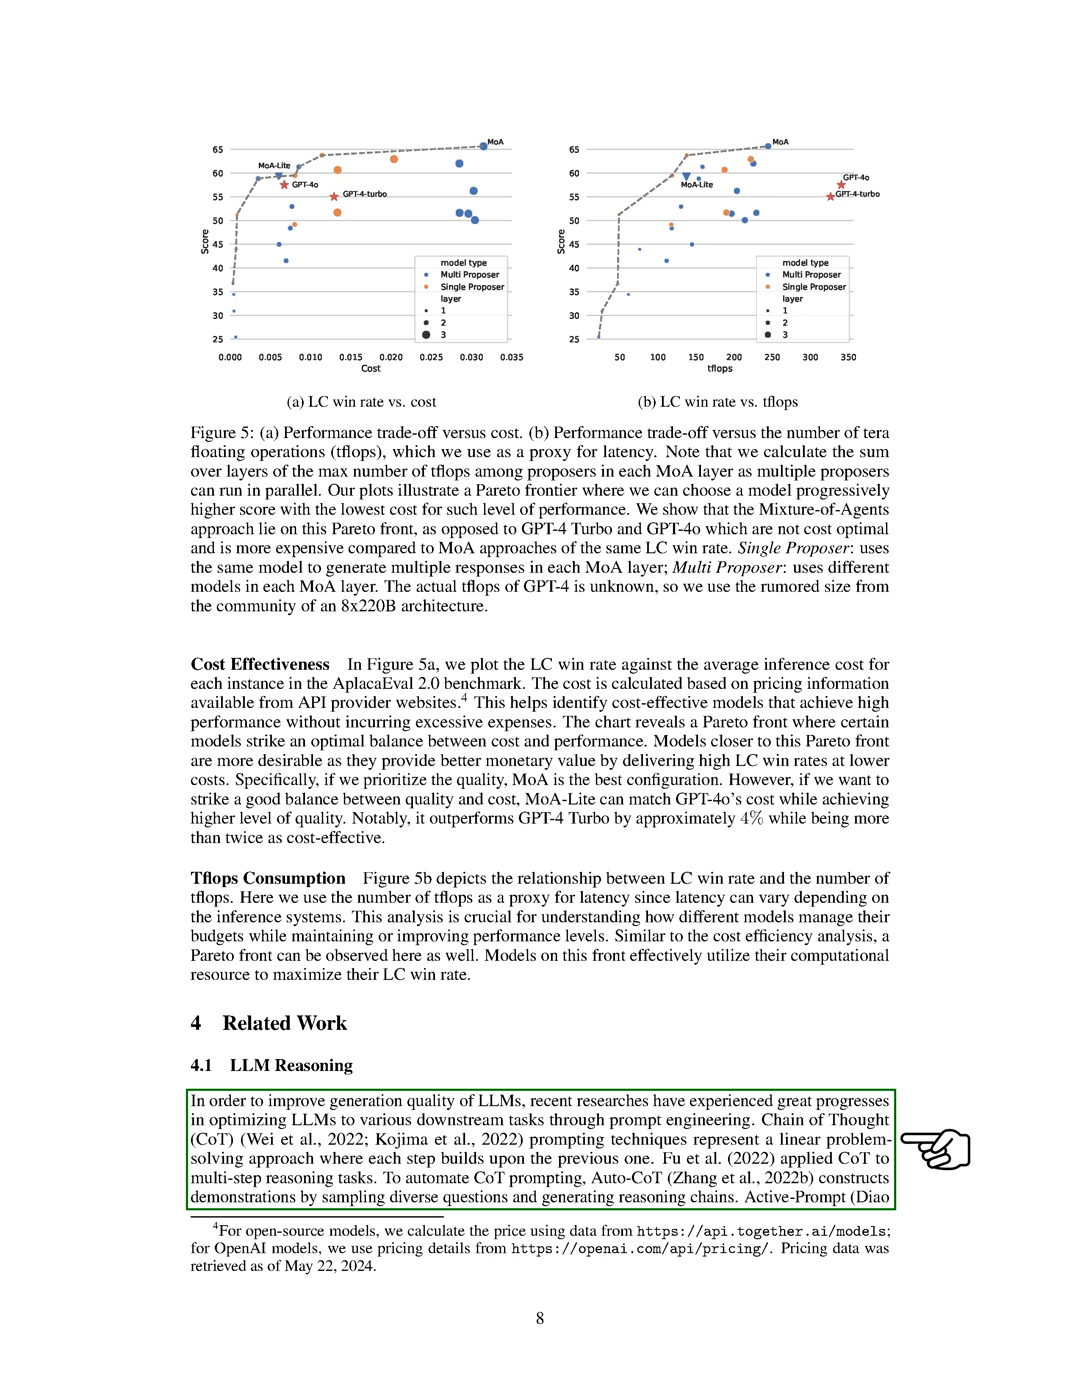 MoA
65
MoA-Lite
60
GPT-4o
GPT-4-turbo
55
50
Score
45
40
35
30
25
model type
Multi Proposer
Single Proposer
layer
1
2
3
0.000 0.005 0.010 0.015 0.020 0.025 0.030 0.035
Cost
MoA
65
60
MoA-Lite
GPT-4o
GPT-4-turbo
55
50
Score
45
40
35
30
25
model type
Multi Proposer
Single Proposer
layer
1
2
3
50 100 150 200 250 300 350
tflops
(a) LC win rate vs. cost
(b) LC win rate vs. tflops
Figure 5: (a) Performance trade-off versus cost. (b) Performance trade-off versus the number of tera
floating operations (tflops), which we use as a proxy for latency. Note that we calculate the sum
over layers of the max number of tflops among proposers in each MoA layer as multiple proposers
can run in parallel. Our plots illustrate a Pareto frontier where we can choose a model progressively
higher score with the lowest cost for such level of performance. We show that the Mixture-of-Agents
approach lie on this Pareto front, as opposed to GPT-4 Turbo and GPT-4o which are not cost optimal
and is more expensive compared to MoA approaches of the same LC win rate. Single Proposer: uses
the same model to generate multiple responses in each MoA layer; Multi Proposer: uses different
models in each MoA layer. The actual tflops of GPT-4 is unknown, so we use the rumored size from
the community of an 8x220B architecture.
Cost Effectiveness In Figure 5a, we plot the LC win rate against the average inference cost for
each instance in the AplacaEval 2.0 benchmark. The cost is calculated based on pricing information
available from API provider websites.4 This helps identify cost-effective models that achieve high
performance without incurring excessive expenses. The chart reveals a Pareto front where certain
models strike an optimal balance between cost and performance. Models closer to this Pareto front
are more desirable as they provide better monetary value by delivering high LC win rates at lower
costs. Specifically, if we prioritize the quality, MoA is the best configuration. However, if we want to
strike a good balance between quality and cost, MoA-Lite can match GPT-4o's cost while achieving
higher level of quality. Notably, it outperforms GPT-4 Turbo by approximately 4% while being more
than twice as cost-effective.
Tflops Consumption Figure 5b depicts the relationship between LC win rate and the number of
tflops. Here we use the number of tflops as a proxy for latency since latency can vary depending on
the inference systems. This analysis is crucial for understanding how different models manage their
budgets while maintaining or improving performance levels. Similar to the cost efficiency analysis, a
Pareto front can be observed here as well. Models on this front effectively utilize their computational
resource to maximize their LC win rate.
4 Related Work
4.1 LLM Reasoning
In order to improve generation quality of LLMs, recent researches have experienced great progresses
in optimizing LLMs to various downstream tasks through prompt engineering. Chain of Thought
(CoT) (Wei et al., 2022; Kojima et al., 2022) prompting techniques represent a linear problem-
solving approach where each step builds upon the previous one. Fu et al. (2022) applied CoT to
multi-step reasoning tasks. To automate CoT prompting, Auto-CoT (Zhang et al., 2022b) constructs
demonstrations by sampling diverse questions and generating reasoning chains. Active-Prompt (Diao
4For open-source models, we calculate the price using data from https://api.together.ai/models;
for OpenAI models, we use pricing details from https://openai.com/api/pricing/. Pricing data was
retrieved as of May 22, 2024.
8